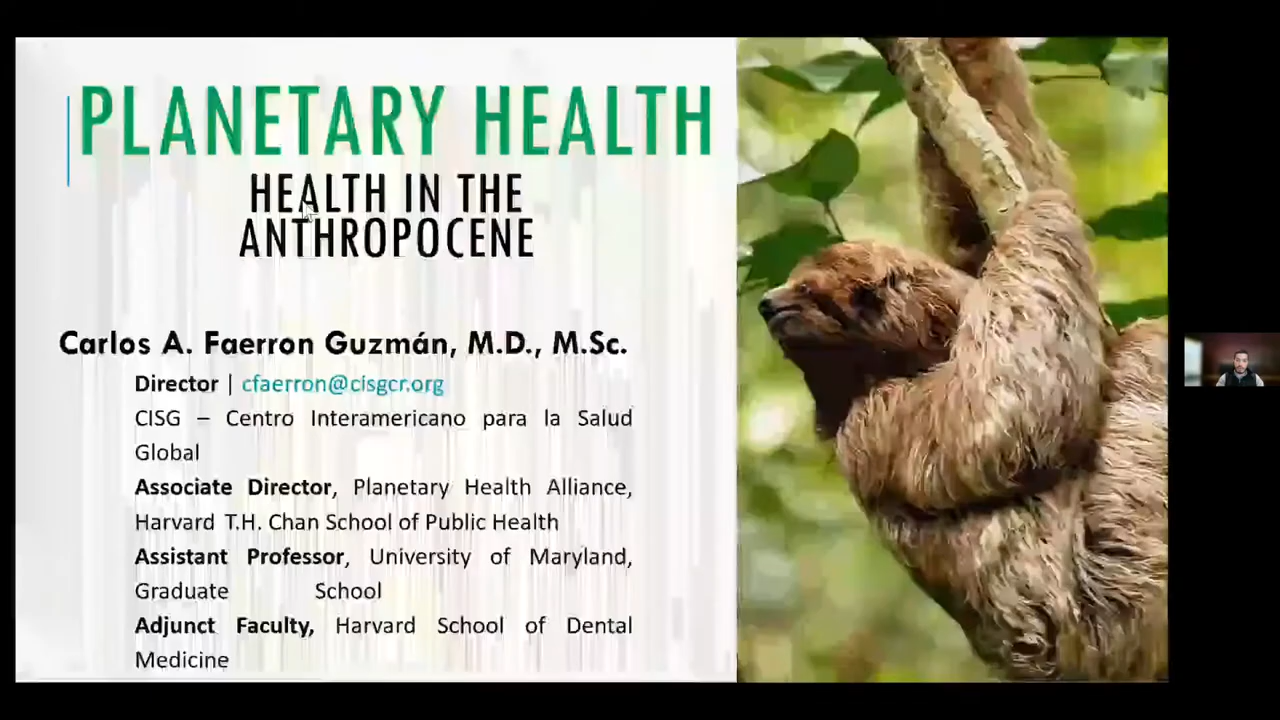 PLANETARY HEALTH
HEALTH IN THE
ANTHROPOCENE
Carlos A. Faerron Guzmán, M.D., M.Sc.
Director | cfaerron@cisgcr.org
CISG – Centro Interamericano para la Salud
Global
Associate Director, Planetary Health Alliance,
Harvard T.H. Chan School of Public Health
Assistant Professor, University of Maryland,
Graduate School
Adjunct Faculty, Harvard School of Dental
Medicine